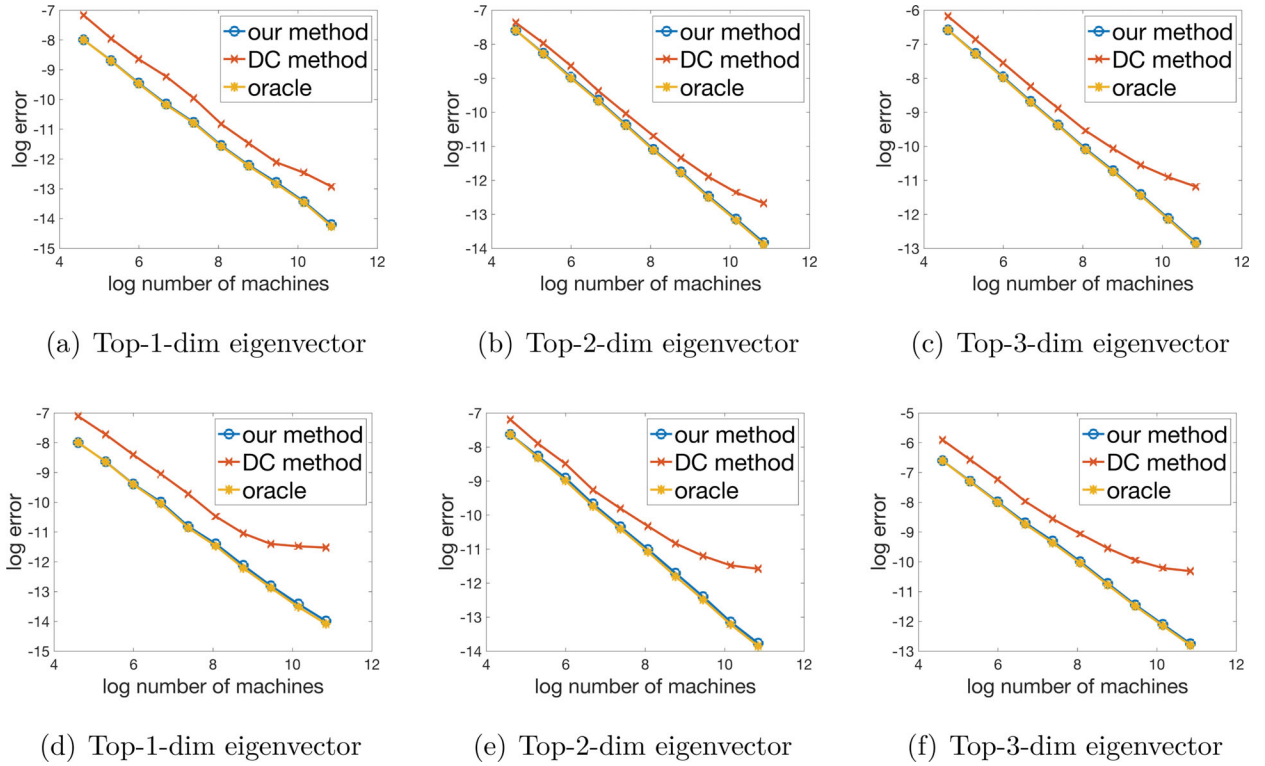 -7
-8
-9
-10
-11
-12
-13
-14
-15
4
6
8
10
12
log error
log number of machines
our method
DC method
oracle
(a) Top-1-dim eigenvector
-7
-8
-9
-10
-11
-12
-13
-14
4
6
8
10
12
log error
log number of machines
our method
DC method
oracle
(b) Top-2-dim eigenvector
-6
-7
-8
-9
-10
-11
-12
-13
4
6
8
10
12
log error
log number of machines
our method
DC method
oracle
(c) Top-3-dim eigenvector
-7
-8
-9
-10
-11
-12
-13
-14
-15
4
6
8
10
12
log error
log number of machines
our method
DC method
oracle
(d) Top-1-dim eigenvector
-7
-8
-9
-10
-11
-12
-13
-14
4
6
8
10
12
log error
log number of machines
our method
DC method
oracle
(e) Top-2-dim eigenvector
-5
-6
-7
-8
-9
-10
-11
-12
-13
4
6
8
10
12
log error
log number of machines
our method
DC method
oracle
(f) Top-3-dim eigenvector